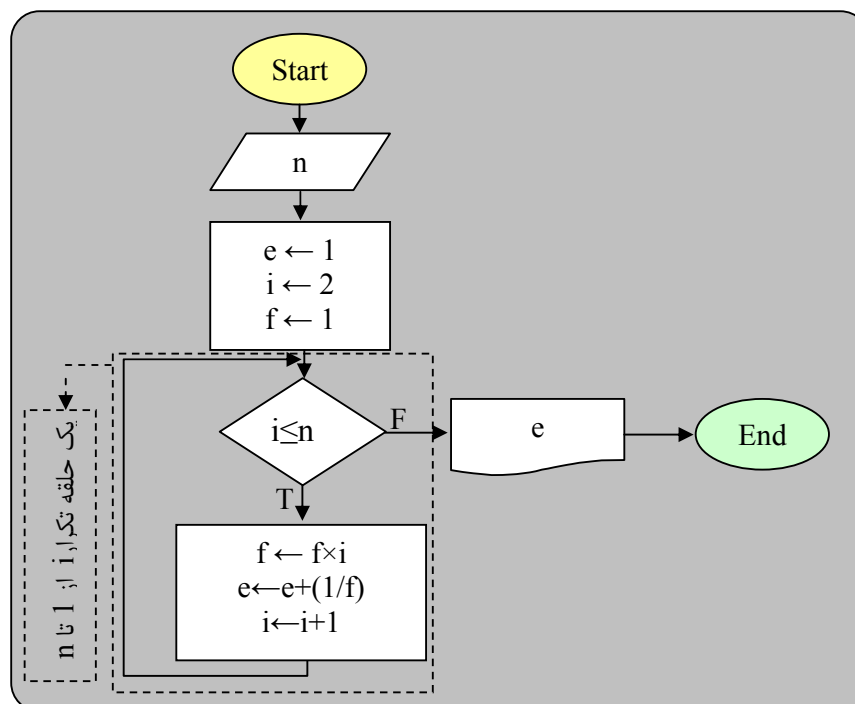 Start
n
e ← 1
i ← 2
f ← 1
i≤n
F
e
End
T
f ← f×i
e←e+(1/f)
i←i+1
یک حلقه تکرار i از 1 تا n